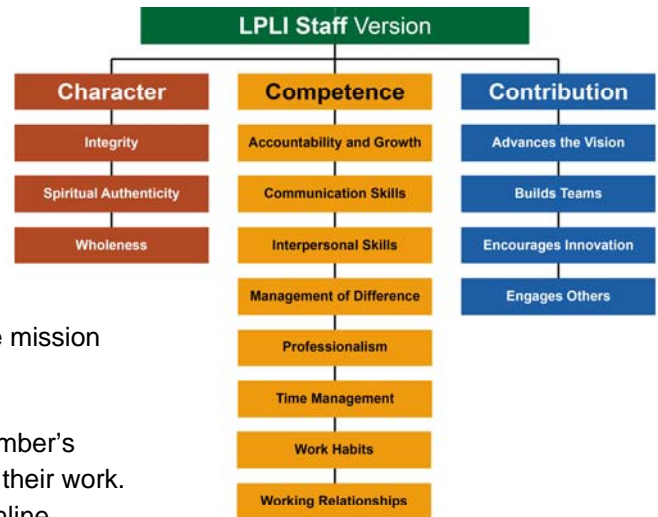 LPLI Staff Version
Character
Integrity
Spiritual Authenticity
Wholeness
Competence
Accountability and Growth
Communication Skills
Interpersonal Skills
Management of Difference
Professionalism
Time Management
Work Habits
Working Relationships
Contribution
Advances the Vision
Builds Teams
Encourages Innovation
Engages Others
mission
their work.